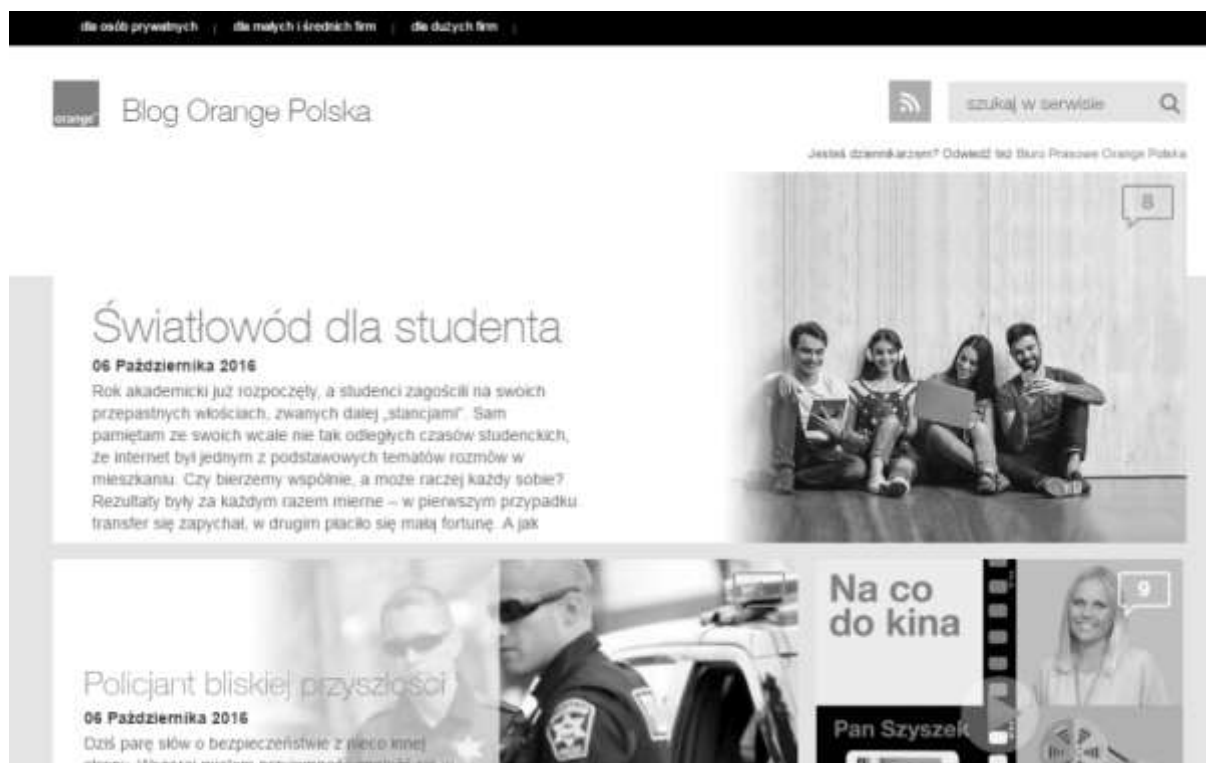 dla osób prywatnych | dla małych i średnich firm | dla dużych firm |
orange
Blog Orange Polska
szukaj w serwisie
Jesteś dziennikarzem? Odwiedź też Biuro Prasowe Orange Polska
8
Światłowód dla studenta
06 Października 2016
Rok akademicki już rozpoczęty, a studenci zagościli na swoich
przepastnych włościach, zwanych dalej „stancjami”. Sam
pamiętam ze swoich wcale nie tak odległych czasów studenckich,
że internet był jednym z podstawowych tematów rozmów w
mieszkaniu. Czy bierzemy wspólnie, a może raczej każdy sobie?
Rezultaty były za każdym razem mierne – w pierwszym przypadku
transfer się zapychał, w drugim płaciło się małą fortunę. A jak
Policjant bliskiej przyszłości
06 Października 2016
Dziś parę słów o bezpieczeństwie z nieco innej
Na co
do kina
9
Pan Szyszek